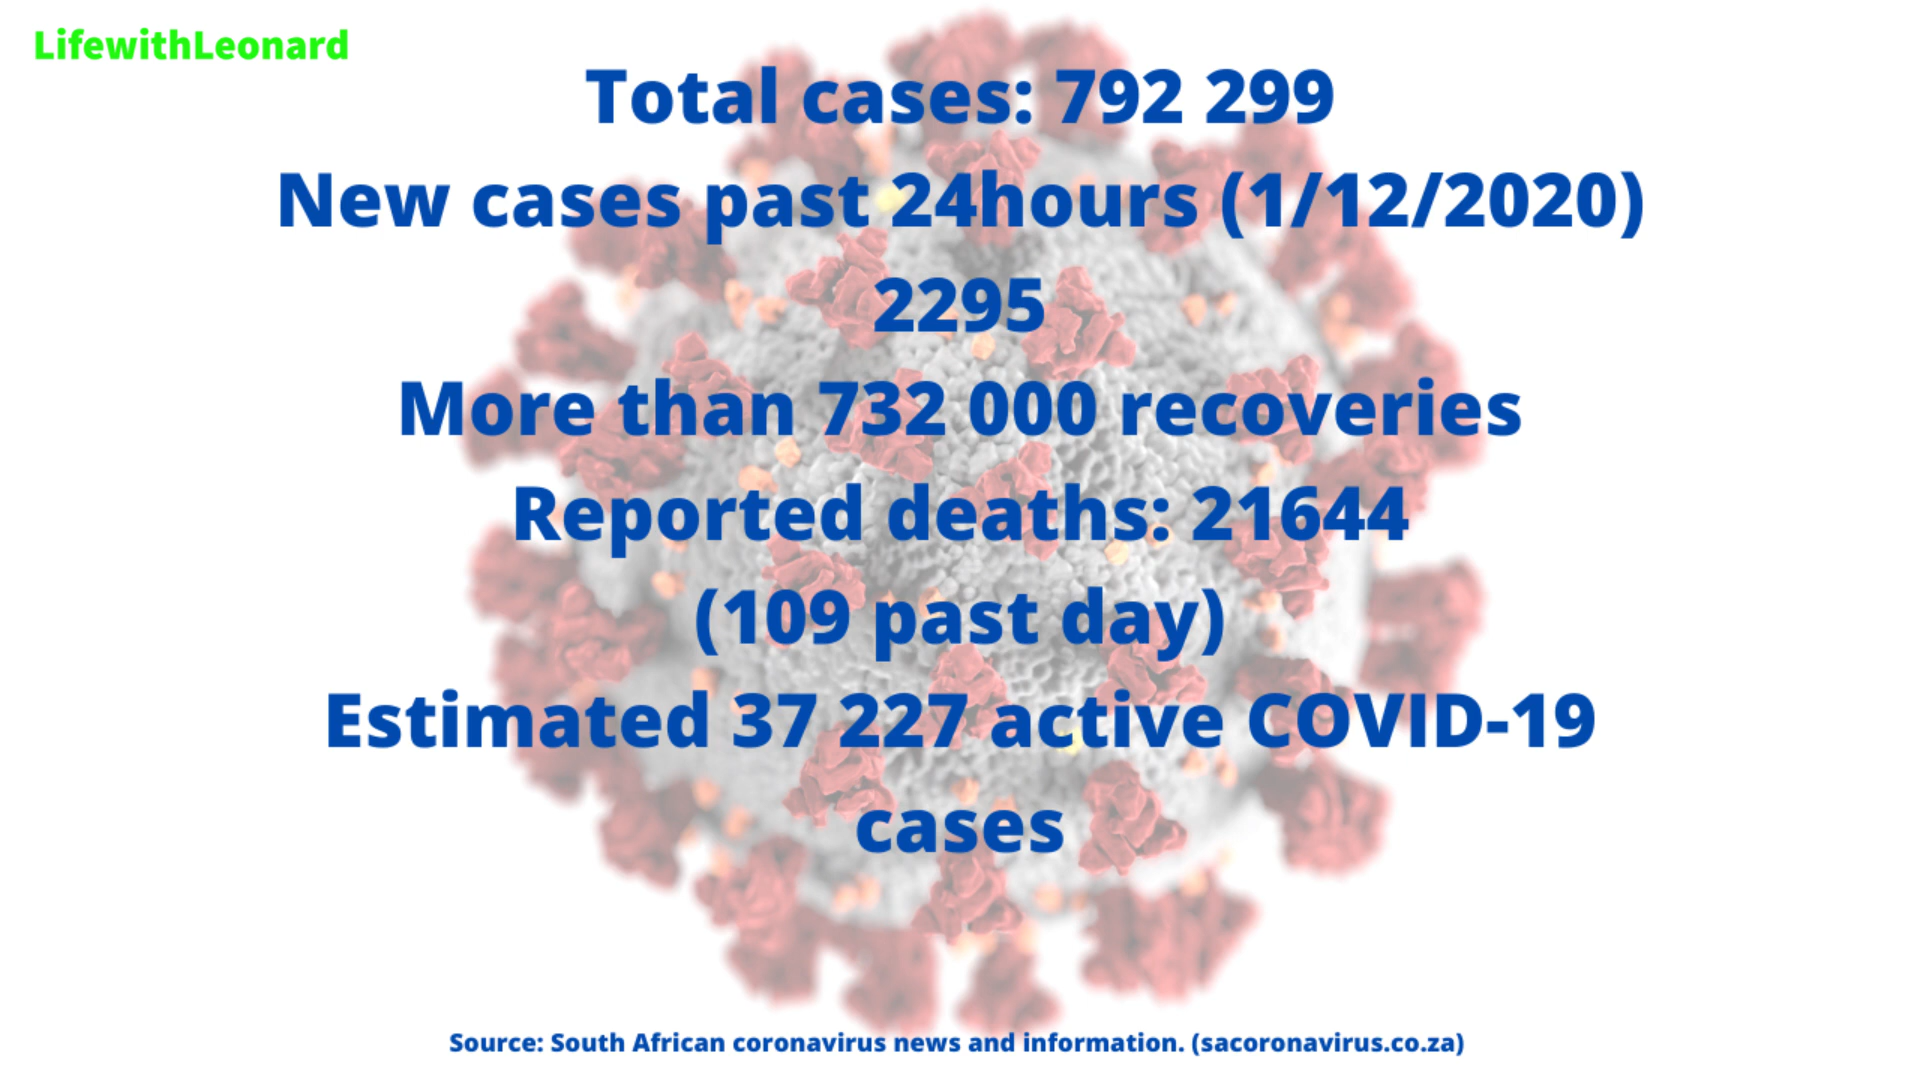 LifewithLeonard
Total cases: 792 299
New cases past 24hours (1/12/2020)
2295
More than 732 000 recoveries
Reported deaths: 21644
(109 past day)
Estimated 37 227 active COVID-19
cases
Source: South African coronavirus news and information. (sacoronavirus.co.za)